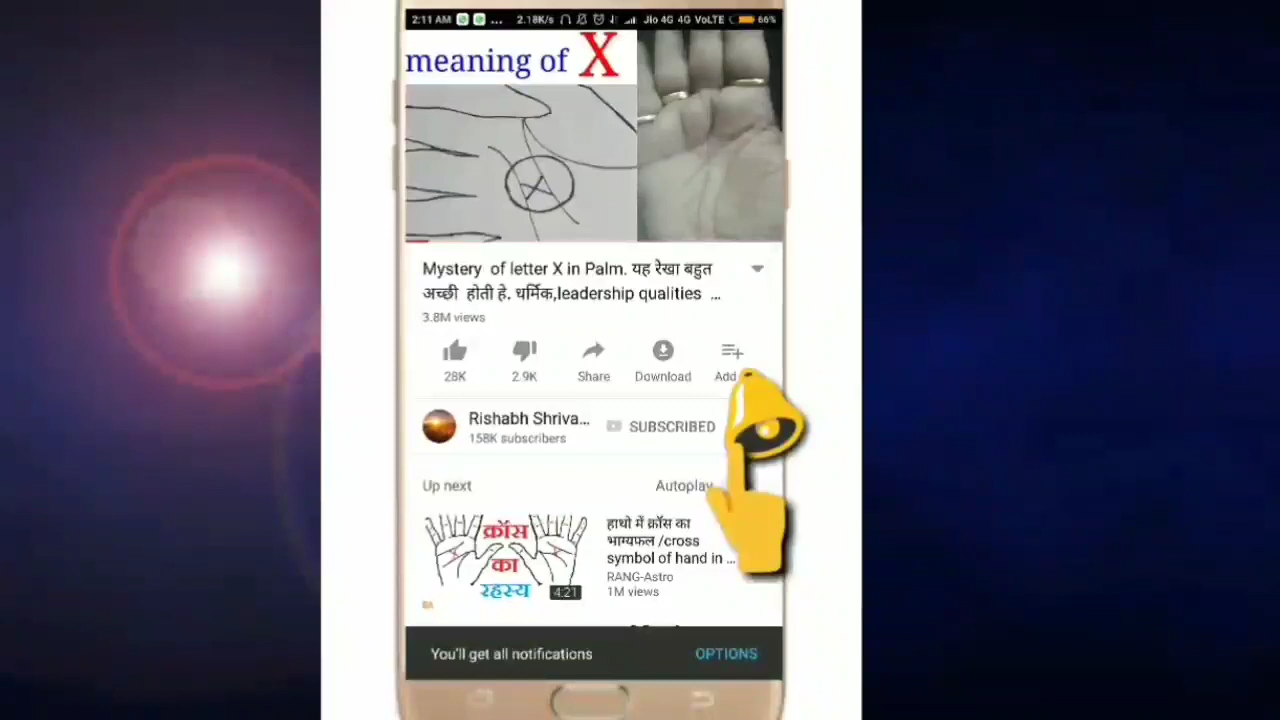 2:11 AM ... 2.18K/s Jio 4G 4G VoLTE 66%
meaning of X
X
Mystery of letter X in Palm. यह रेखा बहुत
अच्छी होती हे. धर्मिक,leadership qualities ...
3.8M views
28K 2.9K Share Download Add
Rishabh Shriva... SUBSCRIBED
158K subscribers
Up next Autoplay
क्रॉस
का
रहस्य
4:21
हाथो में क्रॉस का
भाग्यफल /cross
symbol of hand in ...
RANG-Astro
1M views
You'll get all notifications OPTIONS